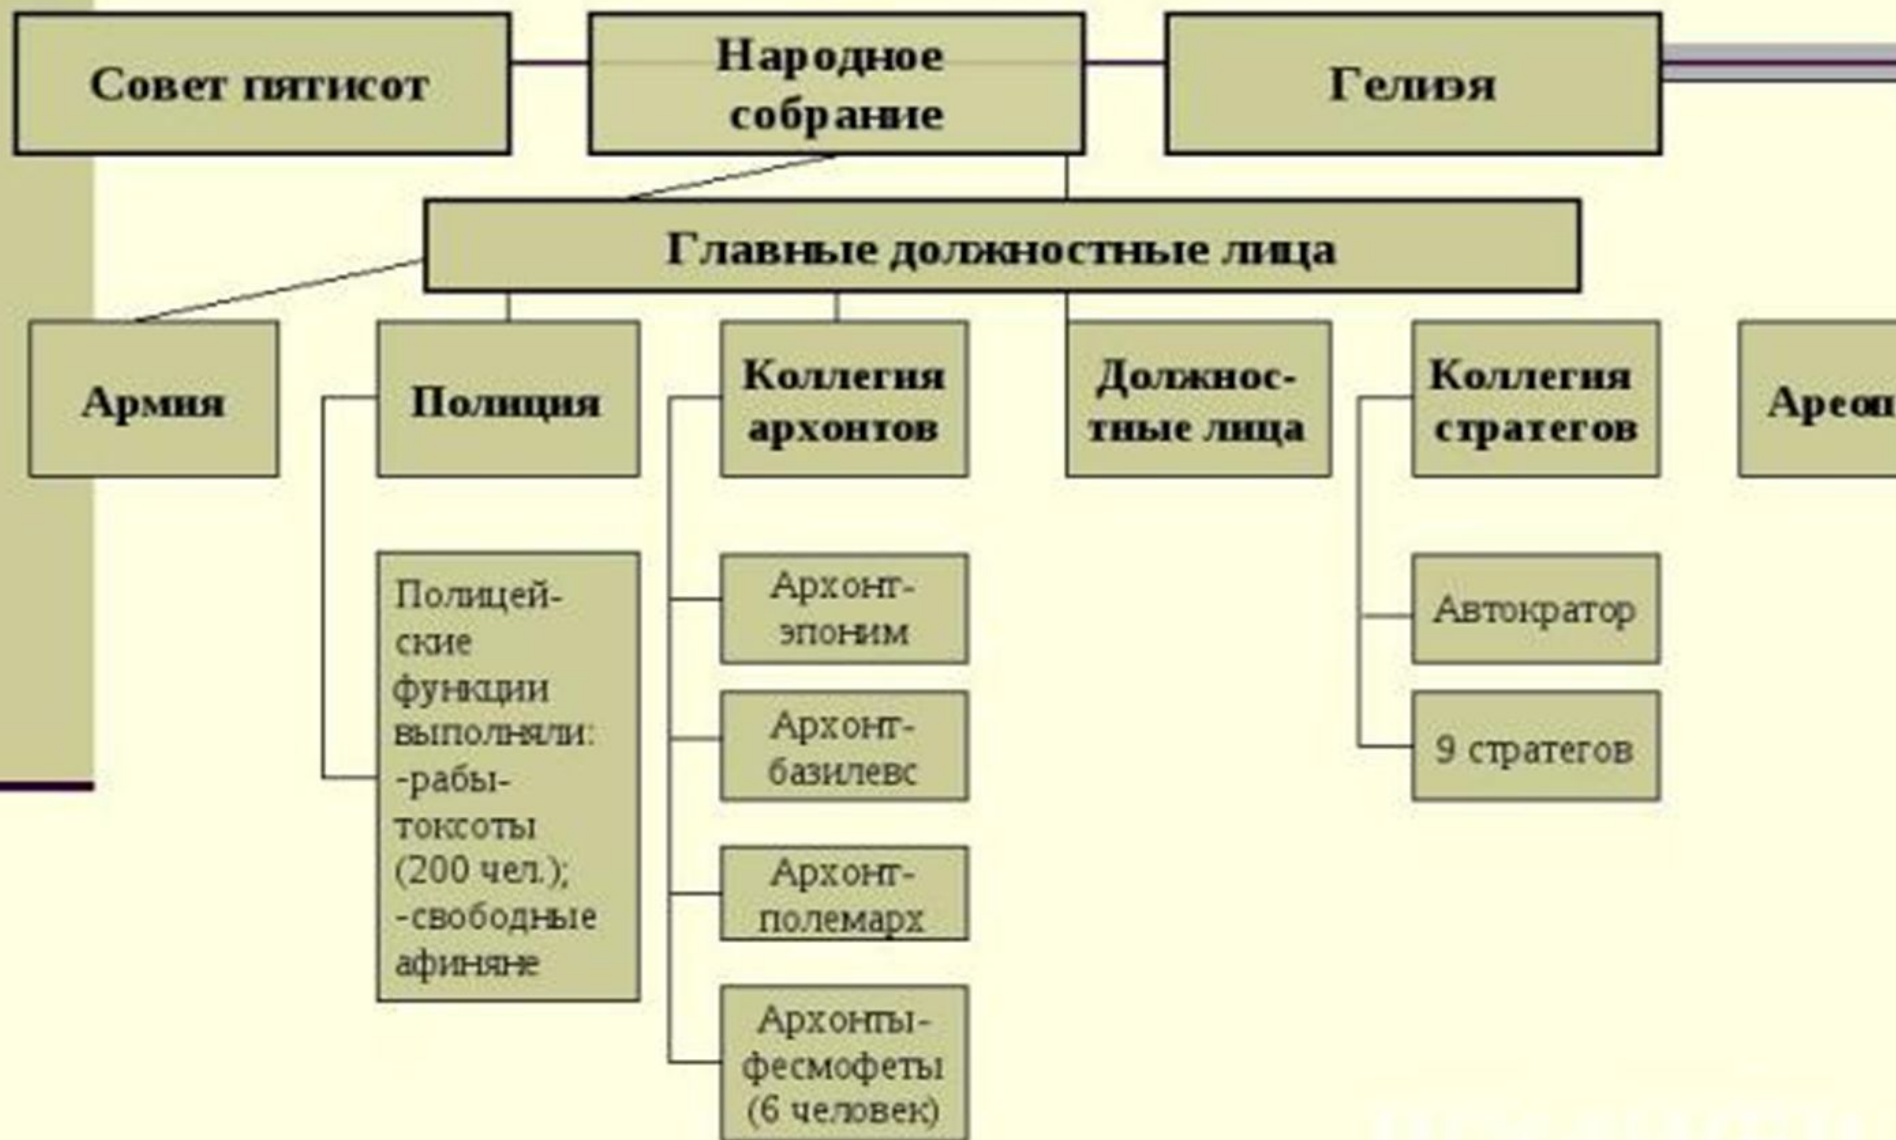 Совет пятисот
Народное
собрание
Гелиэя
Главные должностные лица
Армия
Полиция
Коллегия
архонтов
Должнос-
тные лица
Коллегия
стратегов
Полицей-
ские
функции
выполняли:
-рабы-
токсоты
(200 чел.);
-свободные
афиняне
Архонт-
эпоним
Архонт-
базилевс
Архонт-
полемарх
Архонты-
фесмофеты
(6 человек)
Автократор
9 стратегов